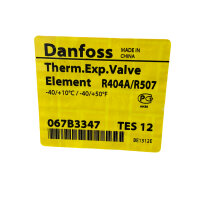 Danfoss MADE IN
CHINA
Therm.Exp.Valve
Element R404A/R507
-40/+10°C / -40/+50°F
067B3347 TES 12